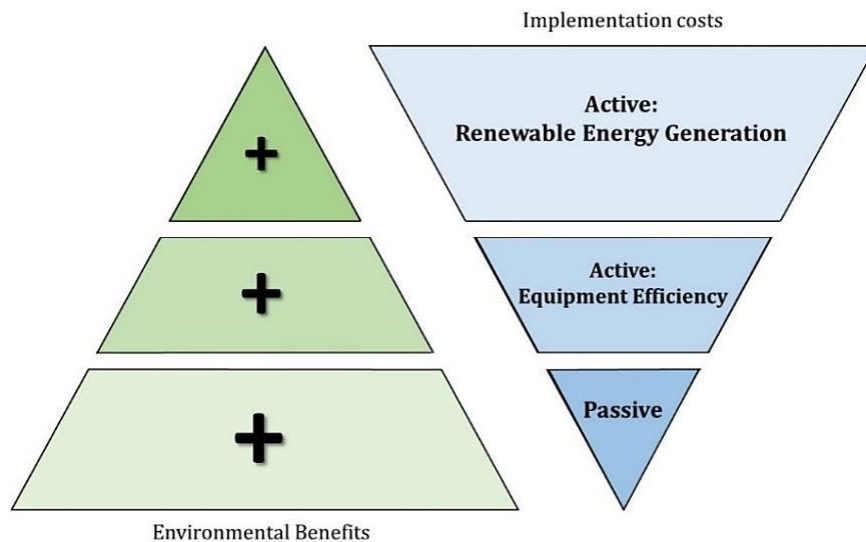 Implementation costs
Active:
Renewable Energy Generation
+
Active:
Equipment Efficiency
+
Passive
+
Environmental Benefits